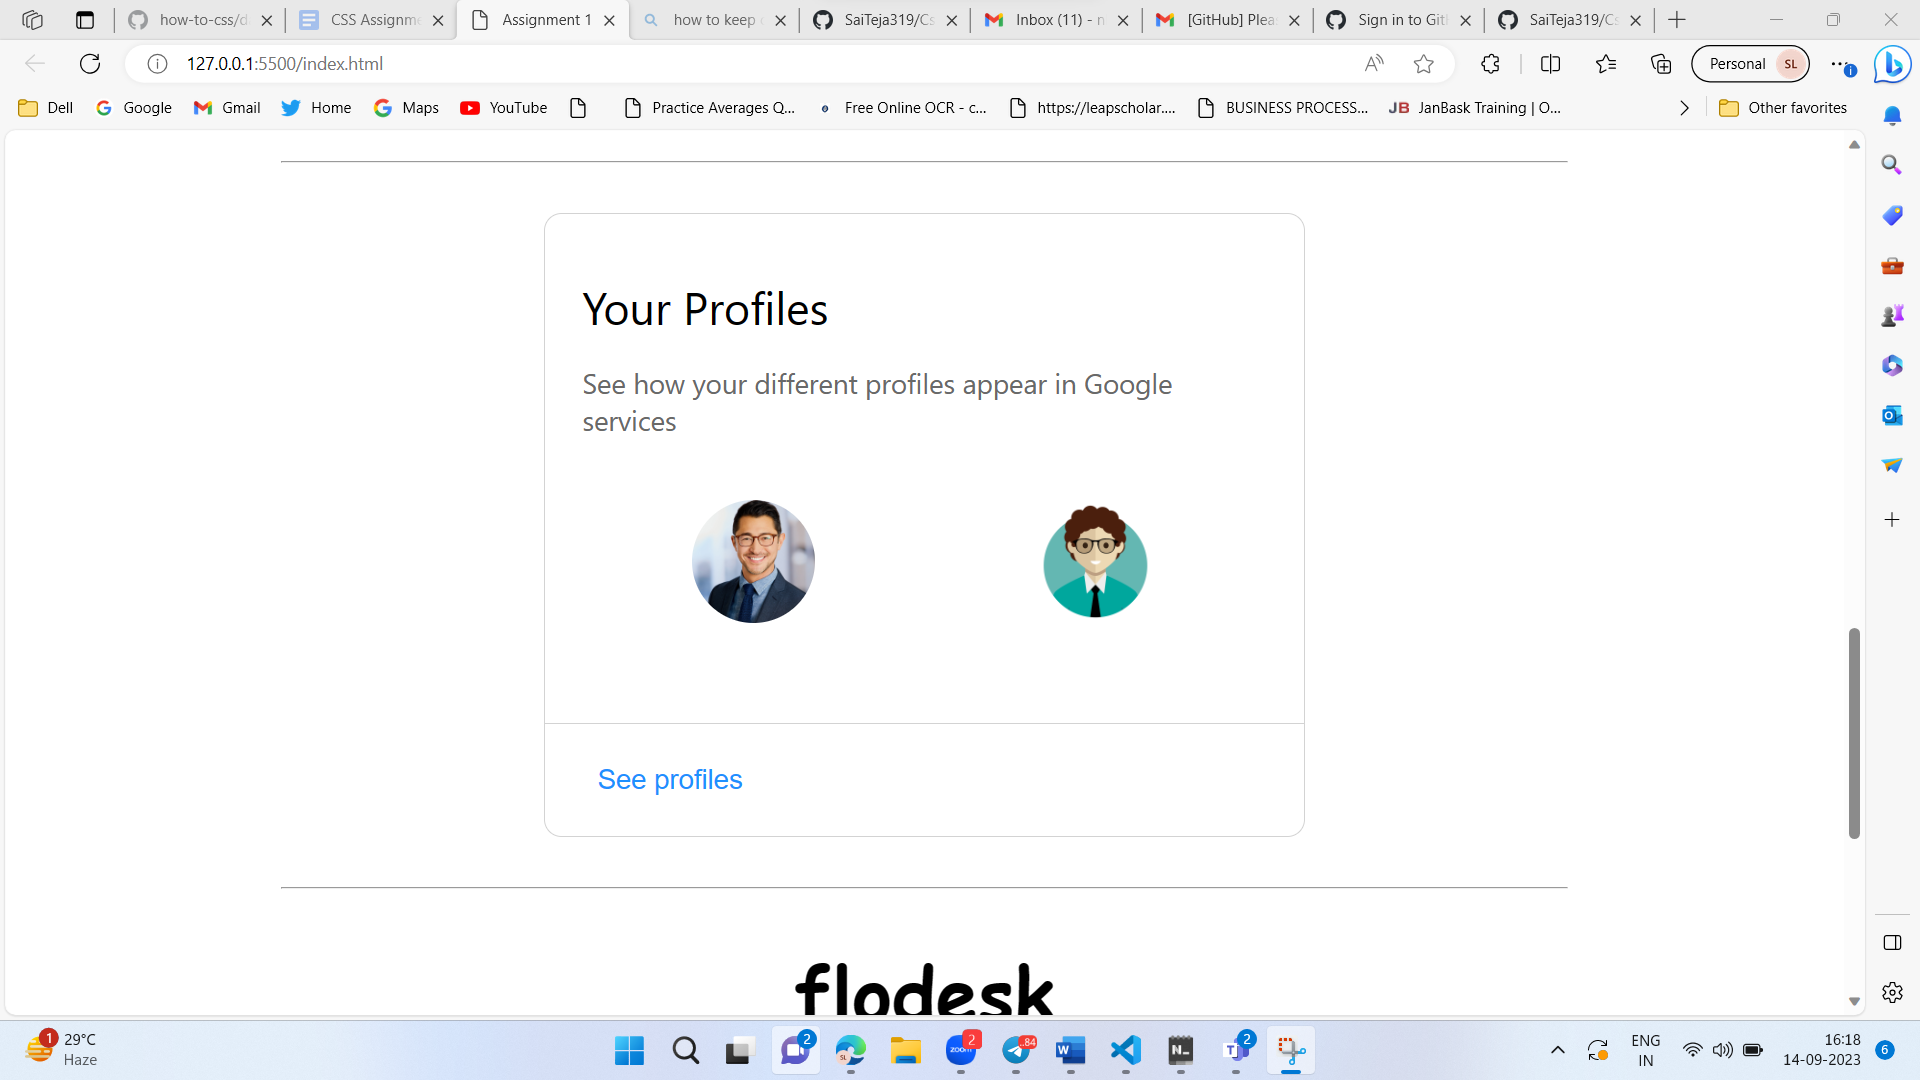 how-to-css/d
CSS Assignme
Assignment 1
how to keep
SaiTeja319/Cs
Inbox (11) - n
[GitHub] Plea
Sign in to Git
SaiTeja319/Cs
127.0.0.1:5500/index.html
Personal
SL
Dell
Google
Gmail
Home
Maps
YouTube
Practice Averages Q...
Free Online OCR - c...
https://leapscholar....
BUSINESS PROCESS...
JB
JanBask Training | O...
Other favorites
Your Profiles
See how your different profiles appear in Google
services
See profiles
flodesk
1
29°C
Haze
2
SL
zoom
2
.84
W
N
T
2
ENG
IN
16:18
14-09-2023
6